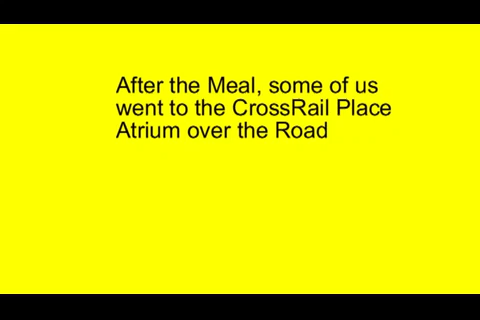 After the Meal, some of us
went to the CrossRail Place
Atrium over the Road